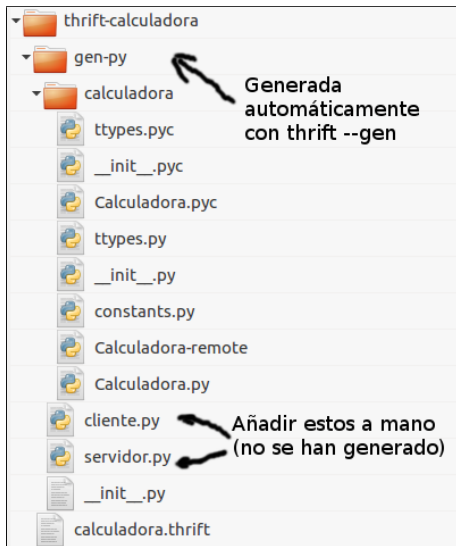 thrift-calculadora
gen-py
Generada
automáticamente
con thrift --gen
calculadora
ttypes.pyc
__init__.pyc
Calculadora.pyc
ttypes.py
__init__.py
constants.py
Calculadora-remote
Calculadora.py
cliente.py
Añadir estos a mano
(no se han generado)
servidor.py
__init__.py
calculadora.thrift